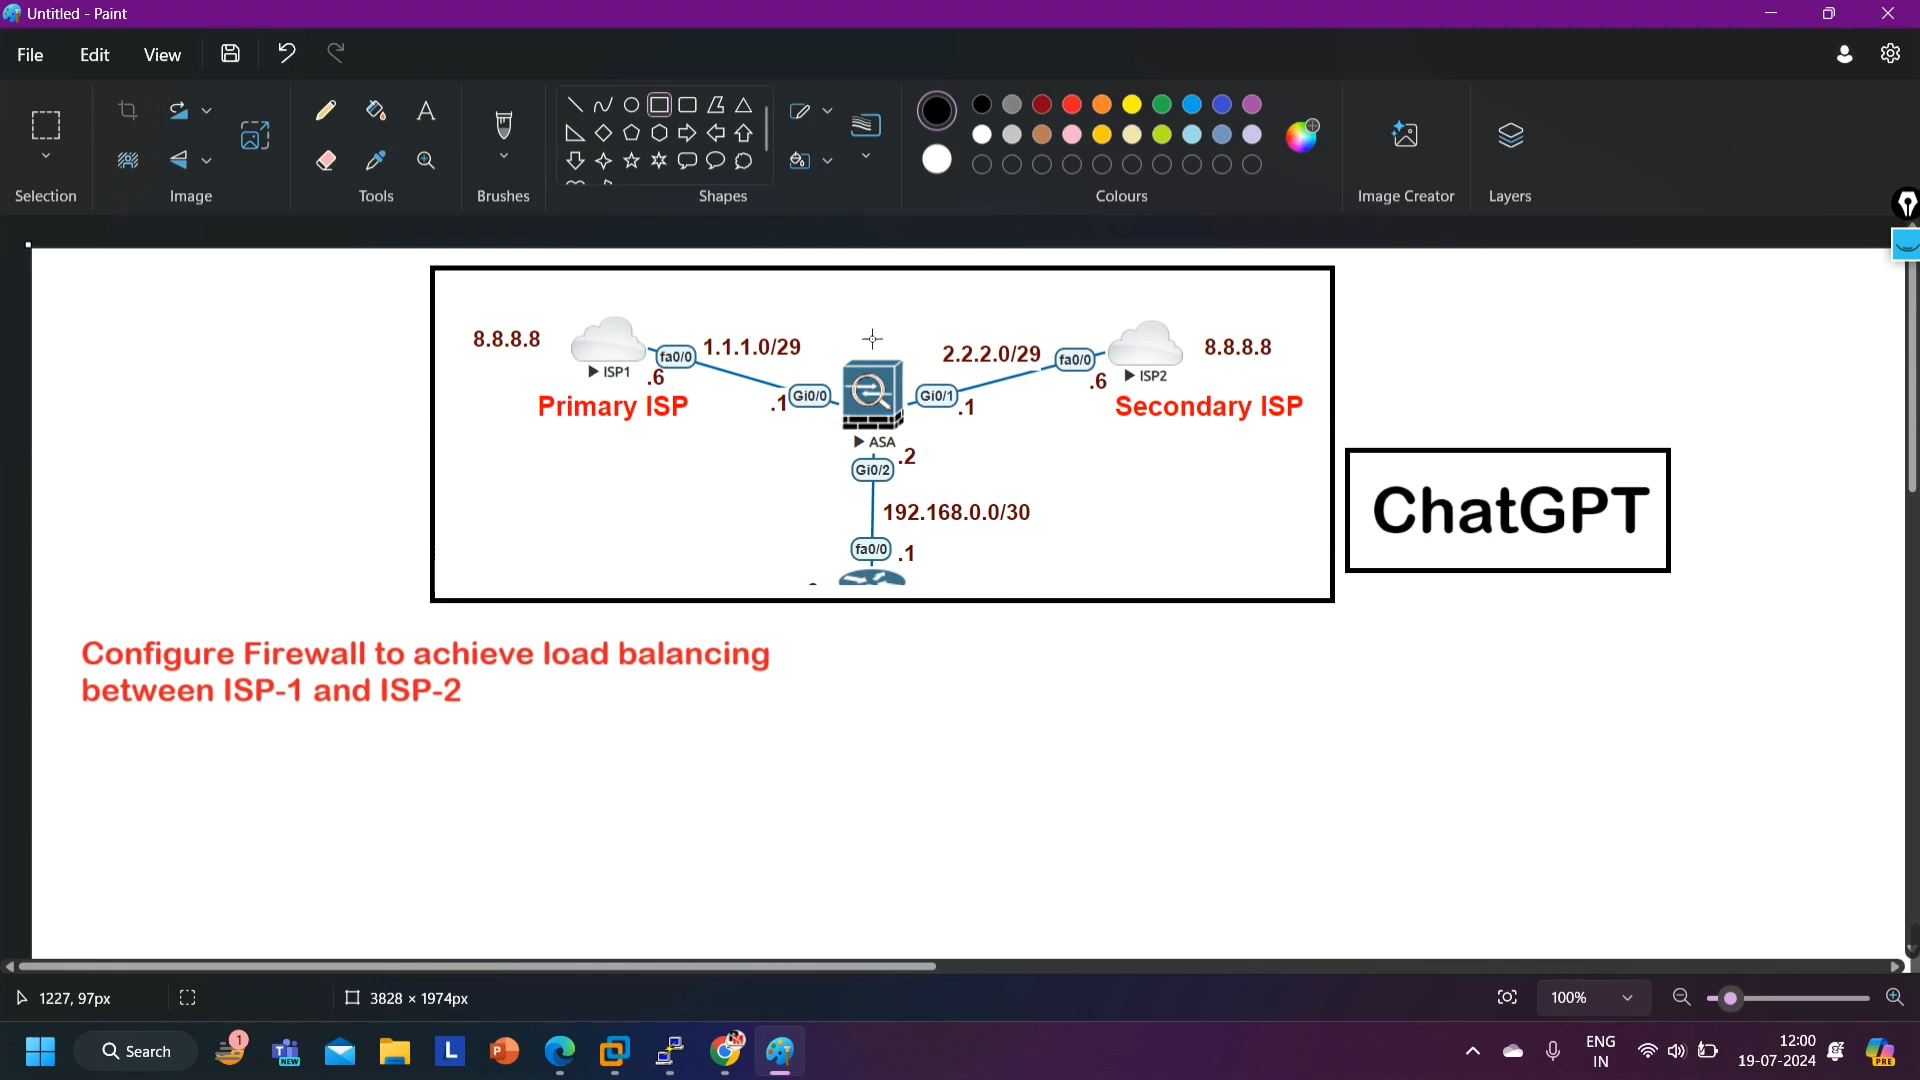 Untitled - Paint
File Edit View
Selection Image Tools Brushes Shapes Colours Image Creator Layers
8.8.8.8 fa0/0 1.1.1.0/29 2.2.2.0/29 fa0/0 8.8.8.8
ISP1 .6 .6 ISP2
Primary ISP .1 Gi0/0 Gi0/1 .1 Secondary ISP
ASA
.2
Gi0/2
192.168.0.0/30
fa0/0 .1
ChatGPT
Configure Firewall to achieve load balancing
between ISP-1 and ISP-2
1227, 97px 3828 × 1974px 100%
Search 1 NEW L P ENG
IN 12:00
19-07-2024 PRE